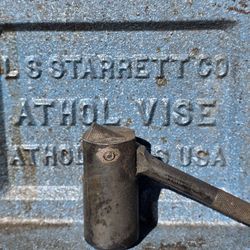 L S STARRETT CO
ATHOL VISE
ATHOL S USA